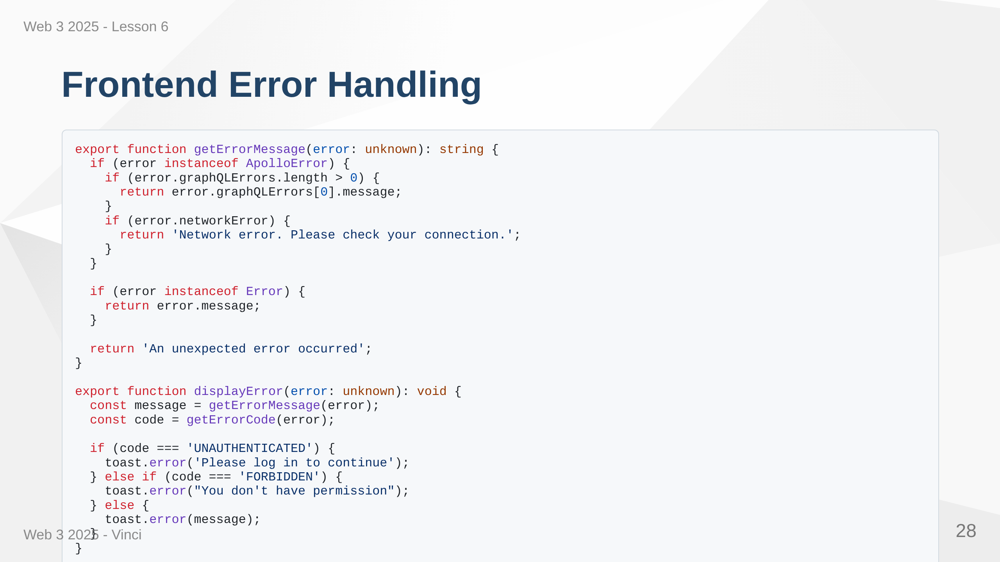 Web 3 2025 - Lesson 6
Frontend Error Handling
export function getErrorMessage(error: unknown): string {
  if (error instanceof ApolloError) {
    if (error.graphQLErrors.length > 0) {
      return error.graphQLErrors[0].message;
    }
    if (error.networkError) {
      return 'Network error. Please check your connection.';
    }
  }

  if (error instanceof Error) {
    return error.message;
  }

  return 'An unexpected error occurred';
}

export function displayError(error: unknown): void {
  const message = getErrorMessage(error);
  const code = getErrorCode(error);

  if (code === 'UNAUTHENTICATED') {
    toast.error('Please log in to continue');
  } else if (code === 'FORBIDDEN') {
    toast.error("You don't have permission");
  } else {
    toast.error(message);
  }
}
Web 3 2025 - Vinci
28